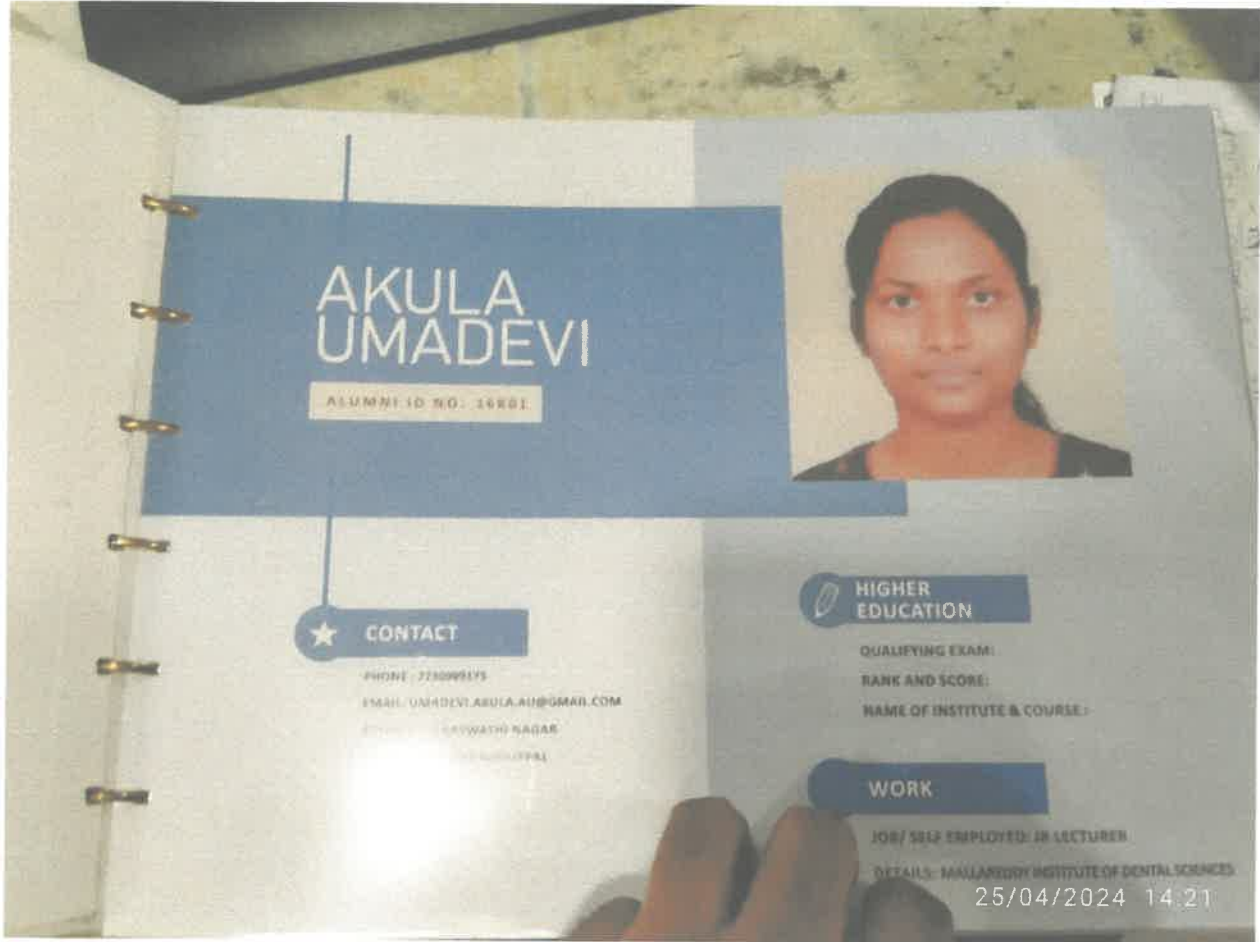 AKULA
UMADEVI
ALUMNI ID NO: 16801
CONTACT
PHONE :
EMAIL: UMADEVI.AKULA.AU@GMAIL.COM
NAGAR
HIGHER
EDUCATION
QUALIFYING EXAM:
RANK AND SCORE:
NAME OF INSTITUTE & COURSE :
WORK
JOB/ SELF EMPLOYED: JR LECTURER
DETAILS: MALLAREDDY INSTITUTE OF DENTAL SCIENCES
25/04/2024 14:21